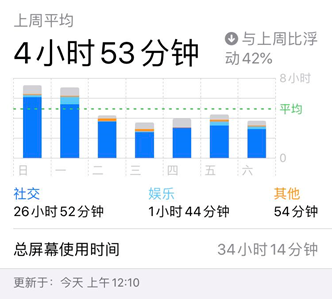 上周平均
4小时53分钟
与上周比浮
动42%
8小时
平均
0
日 一 二 三 四 五 六
社交 娱乐 其他
26小时52分钟 1小时44分钟 54分钟
总屏幕使用时间 34小时14分钟
更新于：今天 上午12:10